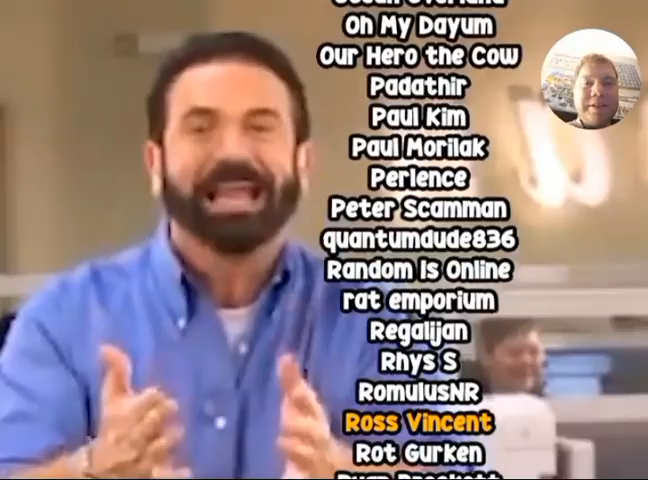 Oh My Dayum
Our Hero the Cow
Padathir
Paul Kim
Paul Morilak
Perlence
Peter Scamman
quantumdude836
Random Is Online
rat emporium
Regalijan
Rhys S
RomulusNR
Ross Vincent
Rot Gurken